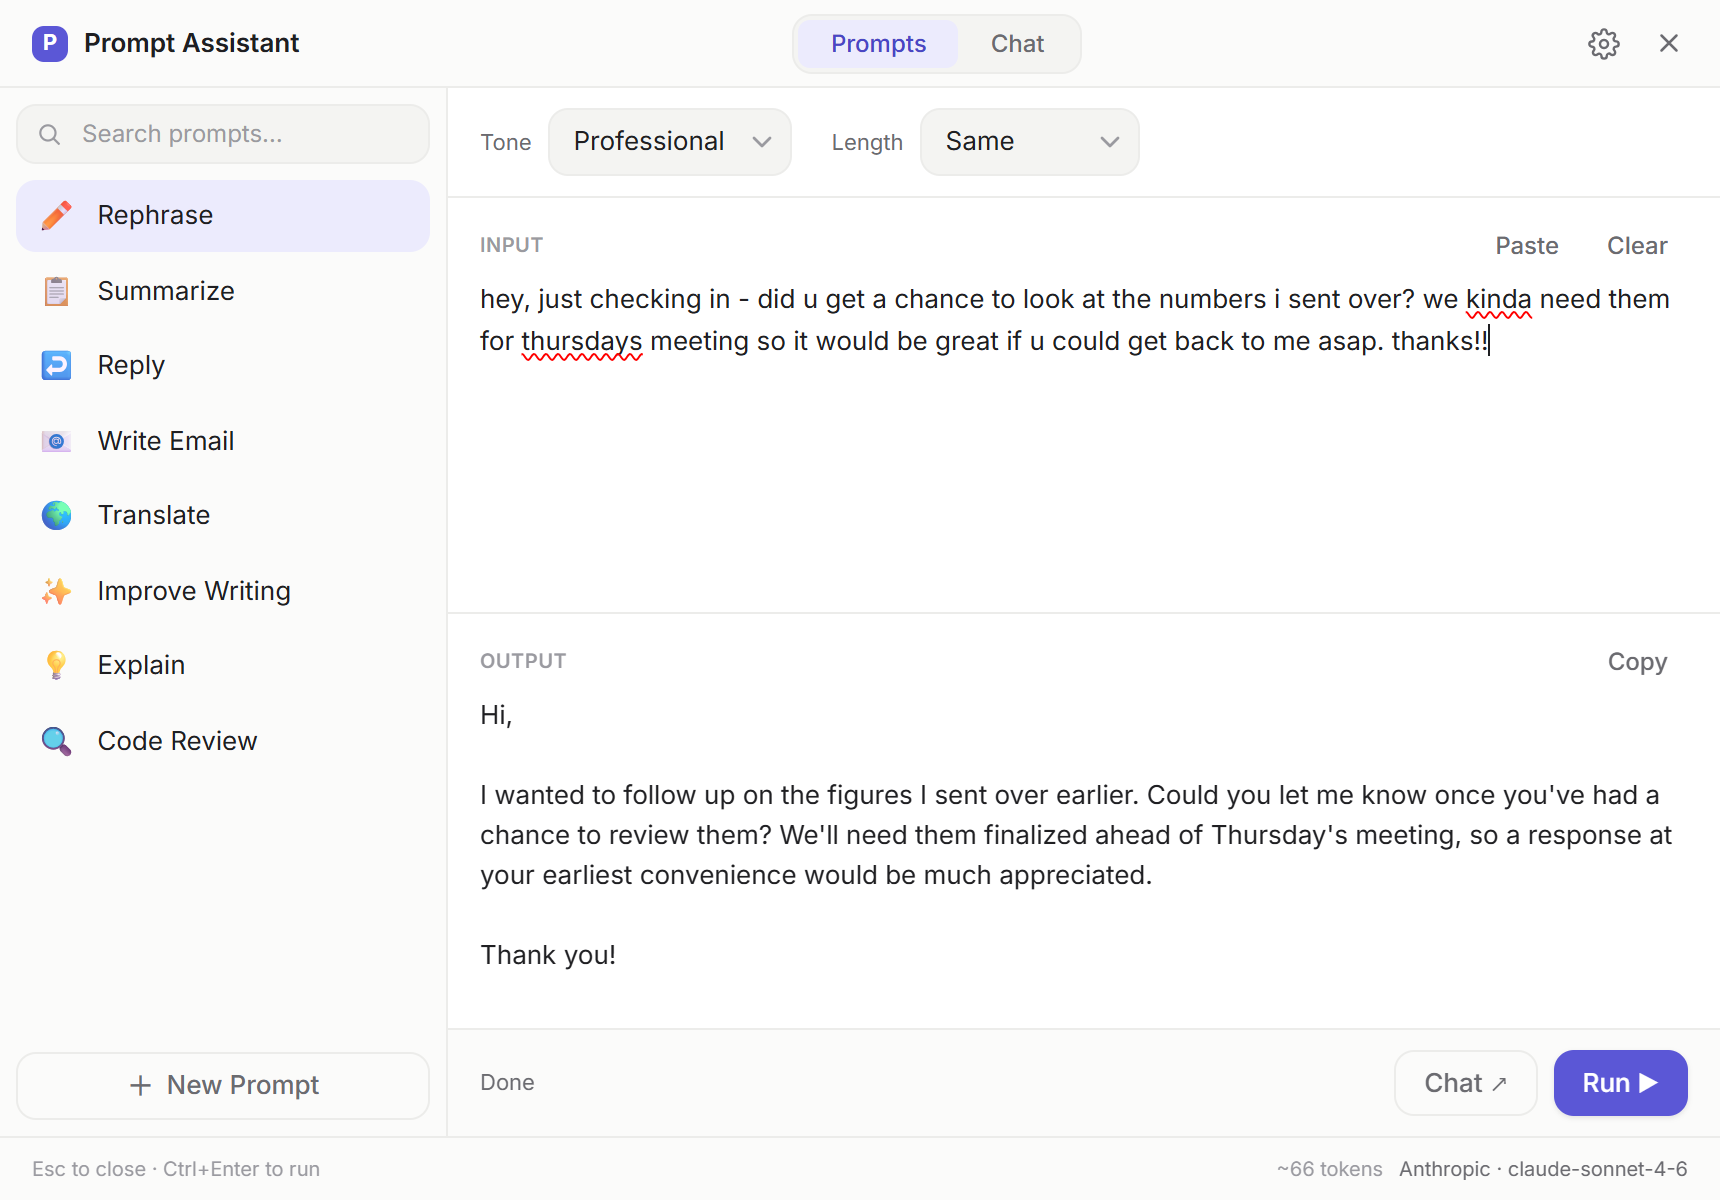 P Prompt Assistant
Prompts Chat
Search prompts...
Rephrase
Summarize
Reply
Write Email
Translate
Improve Writing
Explain
Code Review
+ New Prompt
Tone Professional Length Same
INPUT Paste Clear
hey, just checking in - did u get a chance to look at the numbers i sent over? we kinda need them
for thursdays meeting so it would be great if u could get back to me asap. thanks!!
OUTPUT Copy
Hi,
I wanted to follow up on the figures I sent over earlier. Could you let me know once you've had a
chance to review them? We'll need them finalized ahead of Thursday's meeting, so a response at
your earliest convenience would be much appreciated.
Thank you!
Done Chat ↗ Run ▶
Esc to close · Ctrl+Enter to run ~66 tokens Anthropic · claude-sonnet-4-6